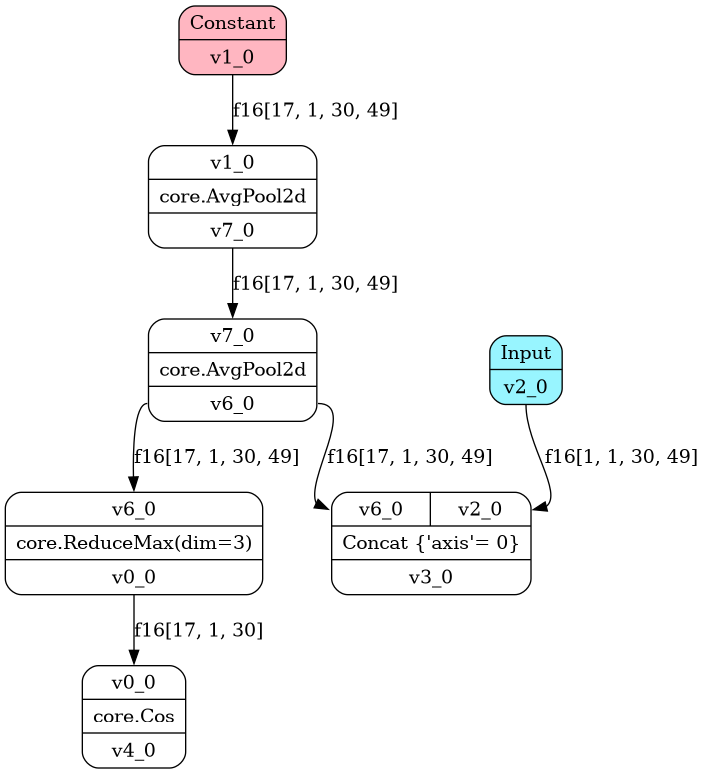 Constant
v1_0
f16[17, 1, 30, 49]
v1_0
core.AvgPool2d
v7_0
f16[17, 1, 30, 49]
v7_0
core.AvgPool2d
v6_0
Input
v2_0
f16[17, 1, 30, 49]
f16[17, 1, 30, 49]
f16[1, 1, 30, 49]
v6_0
core.ReduceMax(dim=3)
v0_0
v6_0
v2_0
Concat {'axis'= 0}
v3_0
f16[17, 1, 30]
v0_0
core.Cos
v4_0